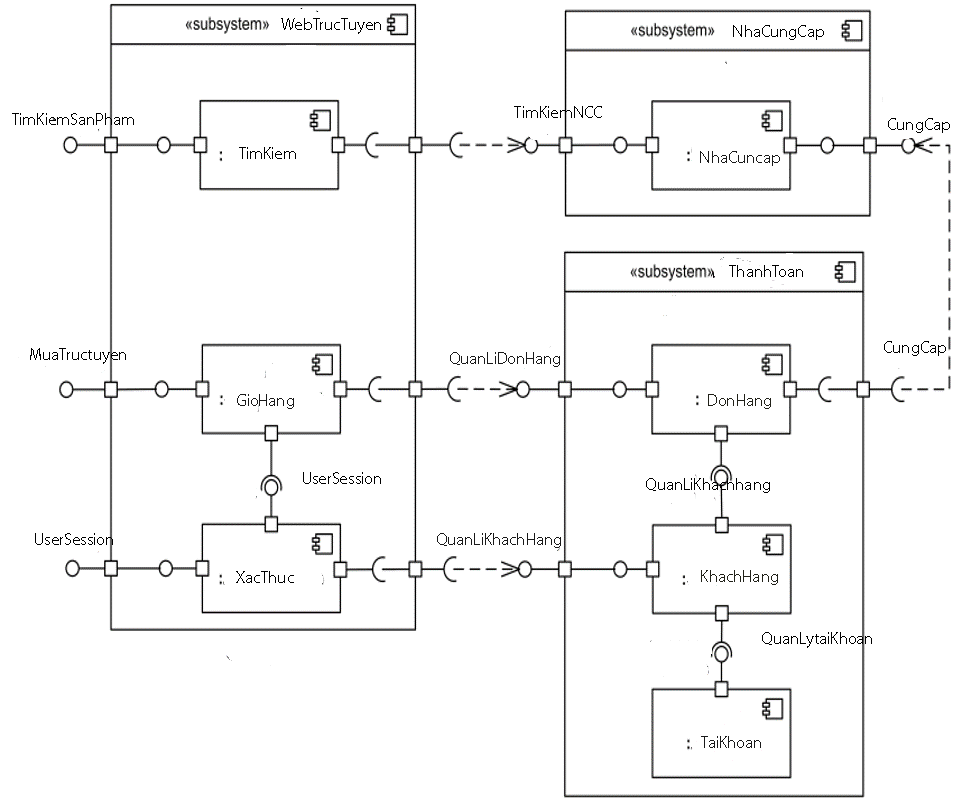 «subsystem» WebTrucTuyen
«subsystem» NhaCungCap
TimKiemSanPham
TimKiemNCC
CungCap
: TimKiem
: NhaCuncap
«subsystem» ThanhToan
MuaTructuyen
QuanLiDonHang
CungCap
: GioHang
: DonHang
UserSession
QuanLiKhachhang
UserSession
QuanLiKhachHang
: XacThuc
: KhachHang
QuanLytaiKhoan
: TaiKhoan